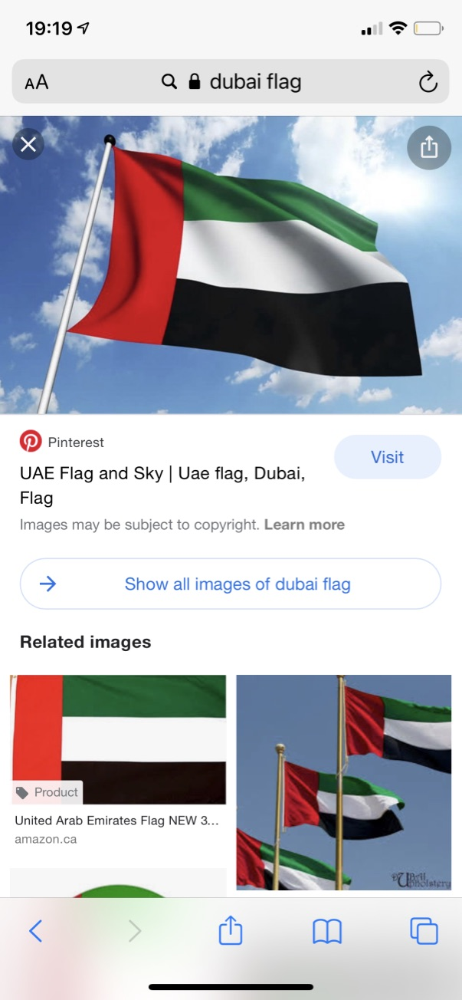 19:19
AA dubai flag
Pinterest
Visit
UAE Flag and Sky | Uae flag, Dubai,
Flag
Images may be subject to copyright. Learn more
Show all images of dubai flag
Related images
Product
United Arab Emirates Flag NEW 3...
amazon.ca
Upholstery